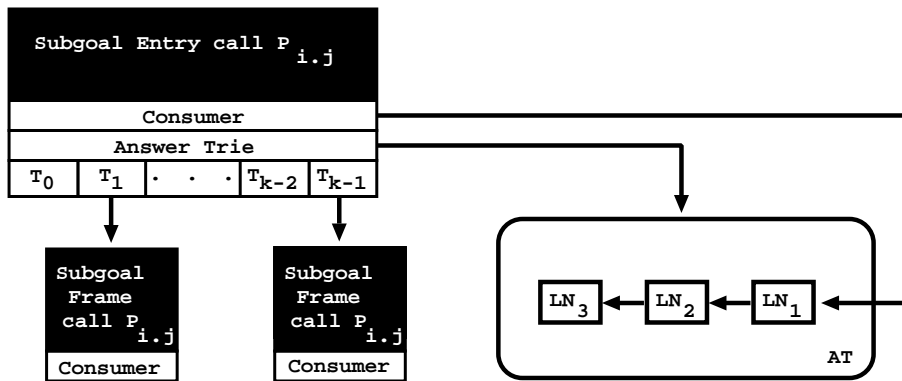 Subgoal Entry call P i.j
Consumer
Answer Trie
T0 T1 . . . Tk-2 Tk-1
Subgoal
Frame
call P i.j
Consumer
Subgoal
Frame
call P i.j
Consumer
LN3 LN2 LN1
AT